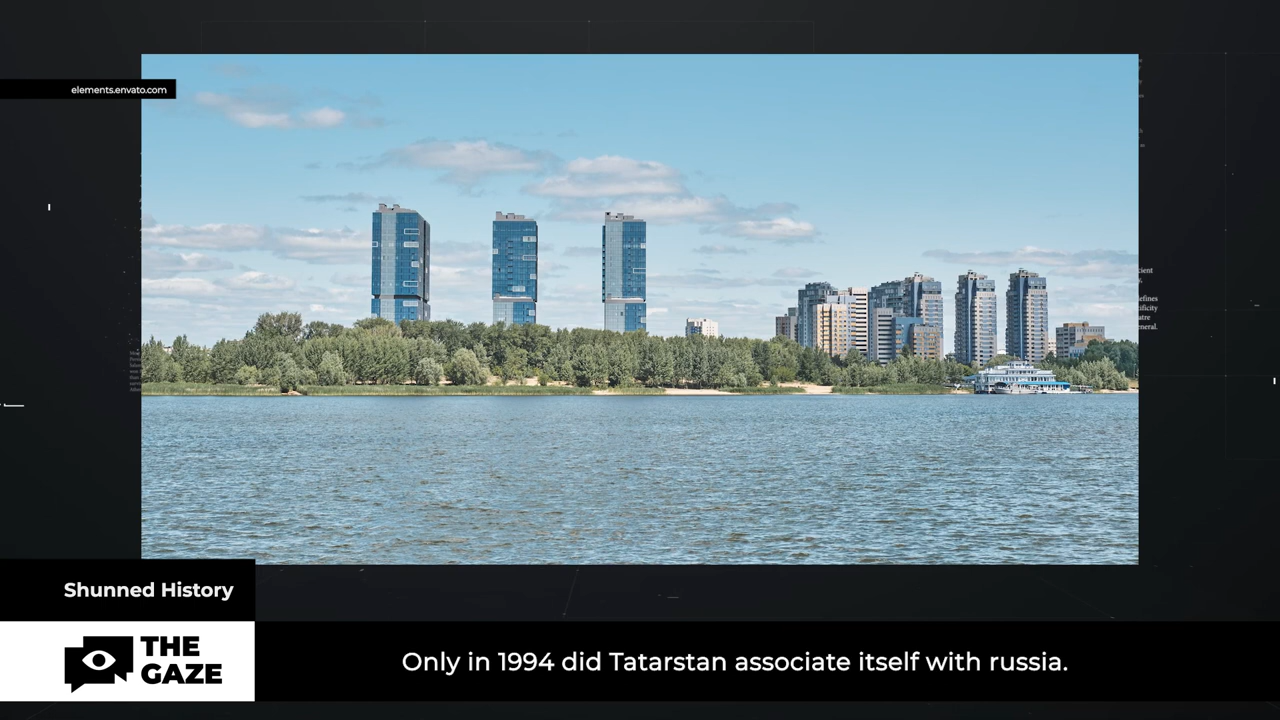 elements.envato.com
Shunned History
THE
GAZE
Only in 1994 did Tatarstan associate itself with russia.